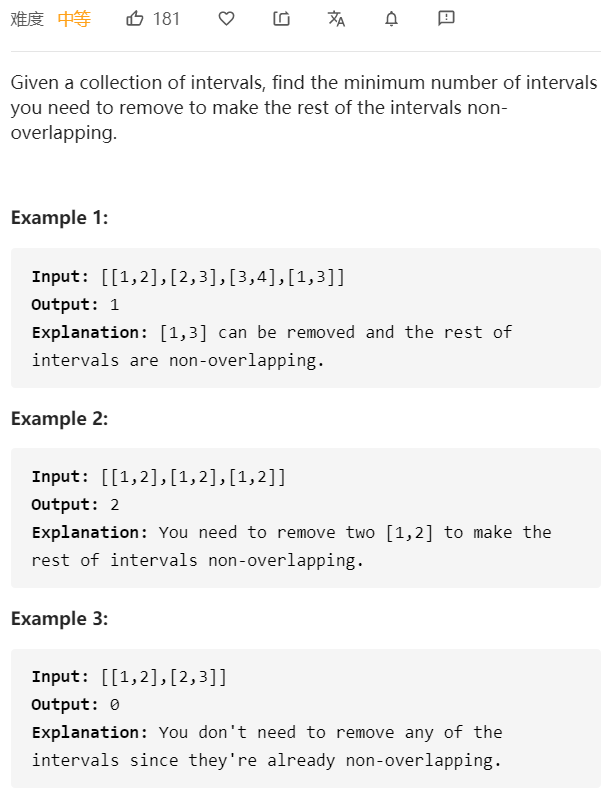 难度 中等 181
Given a collection of intervals, find the minimum number of intervals
you need to remove to make the rest of the intervals non-
overlapping.
Example 1:
Input: [[1,2],[2,3],[3,4],[1,3]]
Output: 1
Explanation: [1,3] can be removed and the rest of
intervals are non-overlapping.
Example 2:
Input: [[1,2],[1,2],[1,2]]
Output: 2
Explanation: You need to remove two [1,2] to make the
rest of intervals non-overlapping.
Example 3:
Input: [[1,2],[2,3]]
Output: 0
Explanation: You don't need to remove any of the
intervals since they're already non-overlapping.